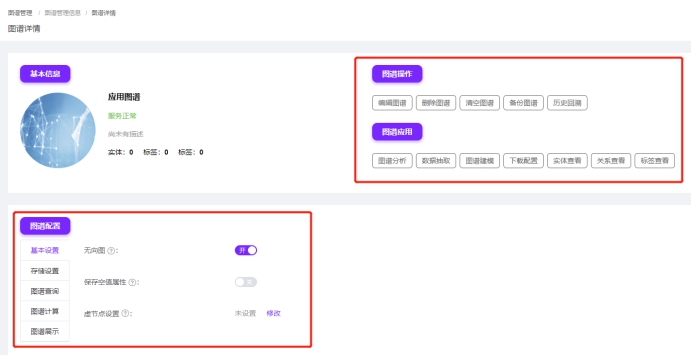 图谱管理 / 图谱管理信息 / 图谱详情
图谱详情
基本信息
应用图谱
服务正常
尚未有描述
实体：0 标签：0 标签：0
图谱操作
编辑图谱 删除图谱 清空图谱 备份图谱 历史回溯
图谱应用
图谱分析 数据抽取 图谱建模 下载配置 实体查看 关系查看 标签查看
图谱配置
基本设置 无向图 ?： 开
存储设置
图谱查询 保存空值属性 ?：
图谱计算 虚节点设置 ?： 未设置 修改
图谱展示